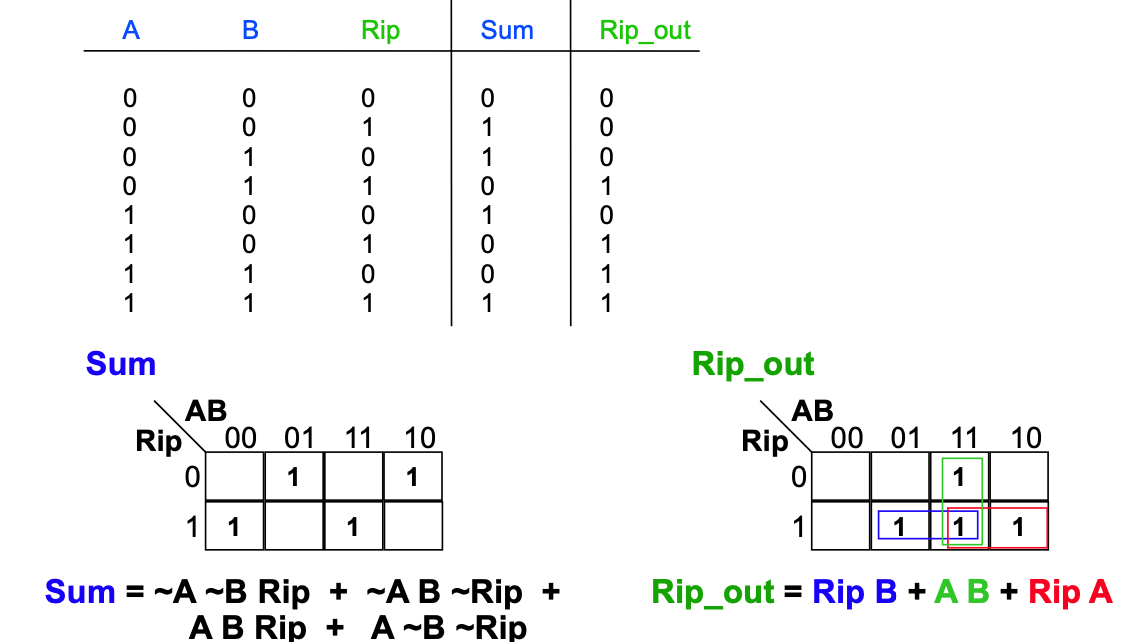 A B Rip Sum Rip_out
0 0 0 0 0
0 0 1 1 0
0 1 0 1 0
0 1 1 0 1
1 0 0 1 0
1 0 1 0 1
1 1 0 0 1
1 1 1 1 1
Sum
AB
Rip 00 01 11 10
0 1 1
1 1 1
Sum = ~A ~B Rip + ~A B ~Rip +
A B Rip + A ~B ~Rip
Rip_out
AB
Rip 00 01 11 10
0 1
1 1 1 1
Rip_out = Rip B + A B + Rip A